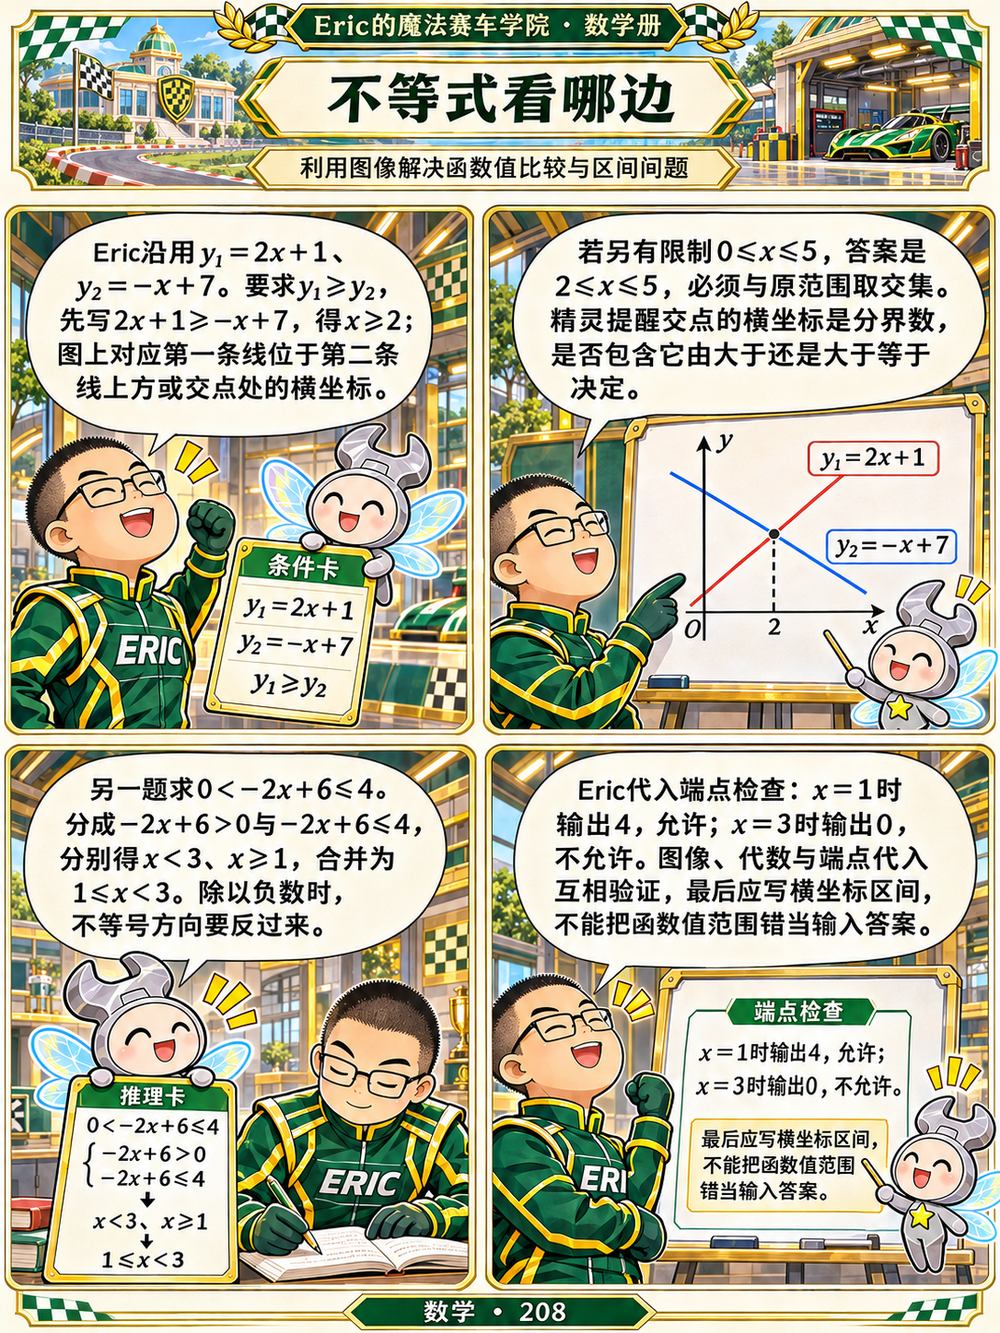 Eric的魔法赛车学院 · 数学册
不等式看哪边
利用图像解决函数值比较与区间问题
Eric沿用y₁=2x+1、
y₂=−x+7。要求y₁⩾y₂,
先写2x+1⩾−x+7，得x⩾2；
图上对应第一条线位于第二条
线上方或交点处的横坐标。
条件卡
y₁=2x+1
y₂=−x+7
y₁⩾y₂
ERIC
若另有限制0⩽x⩽5，答案是
2⩽x⩽5，必须与原范围取交集。
精灵提醒交点的横坐标是分界数，
是否包含它由大于还是大于等于
决定。
y
y₁=2x+1
y₂=−x+7
O
2
x
另一题求0<−2x+6⩽4。
分成−2x+6>0与−2x+6⩽4，
分别得x<3、x⩾1，合并为
1⩽x<3。除以负数时，
不等号方向要反过来。
推理卡
0<−2x+6⩽4
−2x+6>0
−2x+6⩽4
x<3、x⩾1
1⩽x<3
ERIC
Eric代入端点检查：x=1时
输出4，允许；x=3时输出0，
不允许。图像、代数与端点代入
互相验证，最后应写横坐标区间，
不能把函数值范围错当输入答案。
端点检查
x=1时输出4，允许；
x=3时输出0，不允许。
最后应写横坐标区间，
不能把函数值范围
错当输入答案。
ERI
数学 · 208